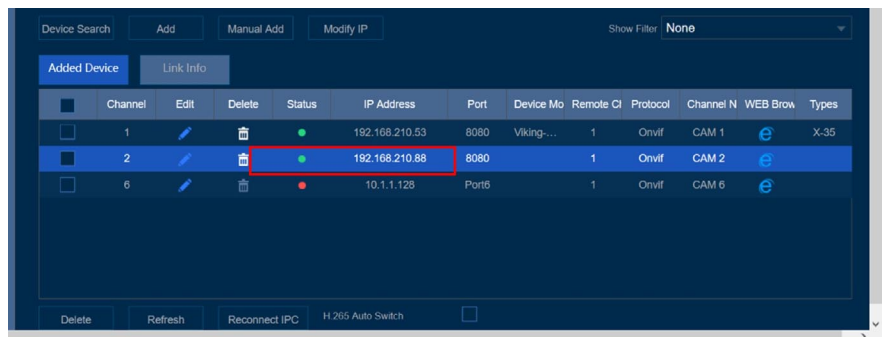 Device Search Add Manual Add Modify IP Show Filter None
Added Device Link Info
Channel Edit Delete Status IP Address Port Device Mo Remote Cl Protocol Channel N WEB Brow Types
1 192.168.210.53 8080 Viking-... 1 Onvif CAM 1 X-35
2 192.168.210.88 8080 1 Onvif CAM 2
6 10.1.1.128 Port6 1 Onvif CAM 6
Delete Refresh Reconnect IPC H.265 Auto Switch